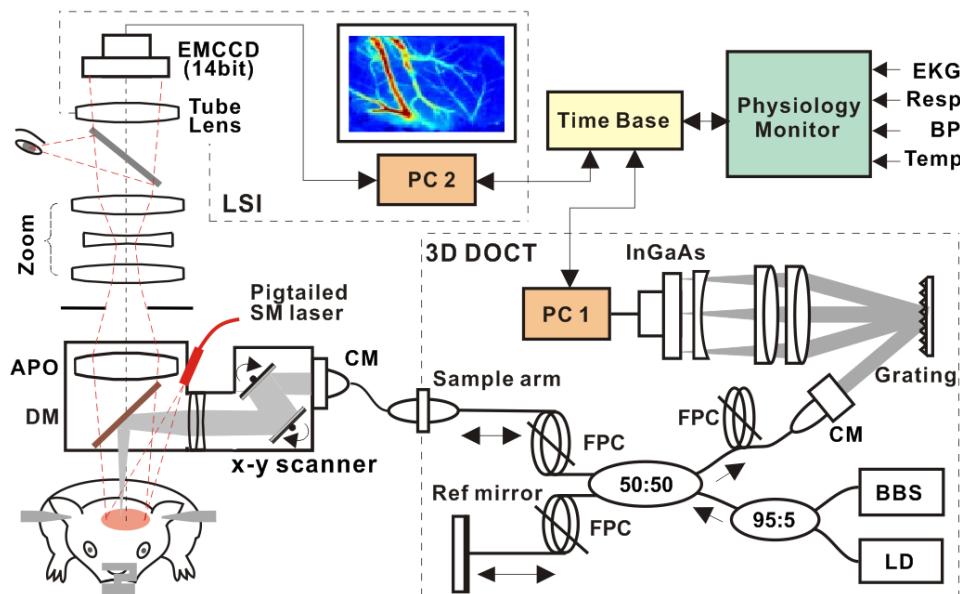 EMCCD
(14bit)
Tube
Lens
Zoom
LSI
PC 2
Time Base
Physiology
Monitor
EKG
Resp
BP
Temp
3D DOCT
InGaAs
PC 1
Grating
CM
Pigtailed
SM laser
APO
DM
CM
x-y scanner
Sample arm
FPC
FPC
50:50
Ref mirror
FPC
95:5
BBS
LD